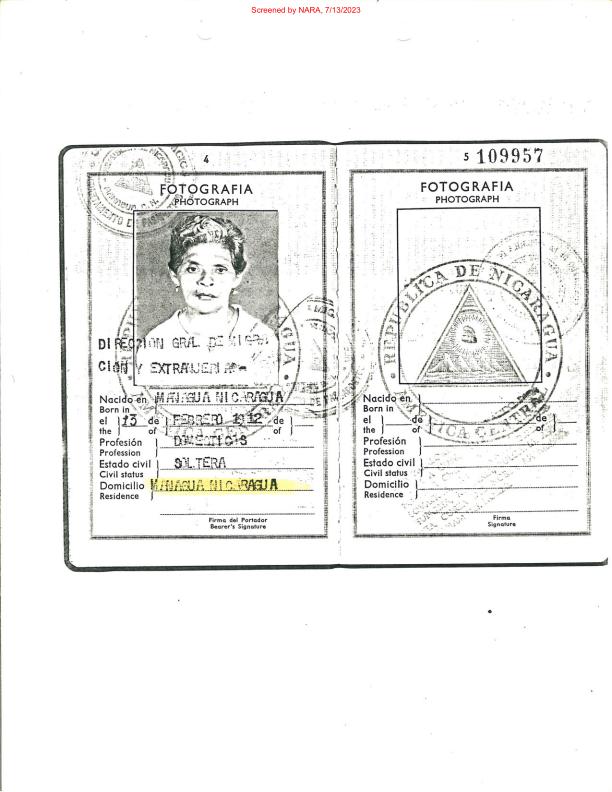 Screened by NARA, 7/13/2023
4
FOTOGRAFIA
PHOTOGRAPH
DIRECCION GRAL. DE MIGRA
CION Y EXTRANJERIA
Nacido en MANAGUA NICARAGUA
Born in
el 13 de FEBRERO 1912 de
the of of
Profesión DOMESTICOS
Profession
Estado civil SOLTERA
Civil status
Domicilio MANAGUA NICARAGUA
Residence
Firma del Portador
Bearer's Signature
5 109957
FOTOGRAFIA
PHOTOGRAPH
REPUBLICA DE NICARAGUA
AMERICA CENTRAL
Nacido en
Born in
el de de
the of of
Profesión
Profession
Estado civil
Civil status
Domicilio
Residence
Firma
Signature